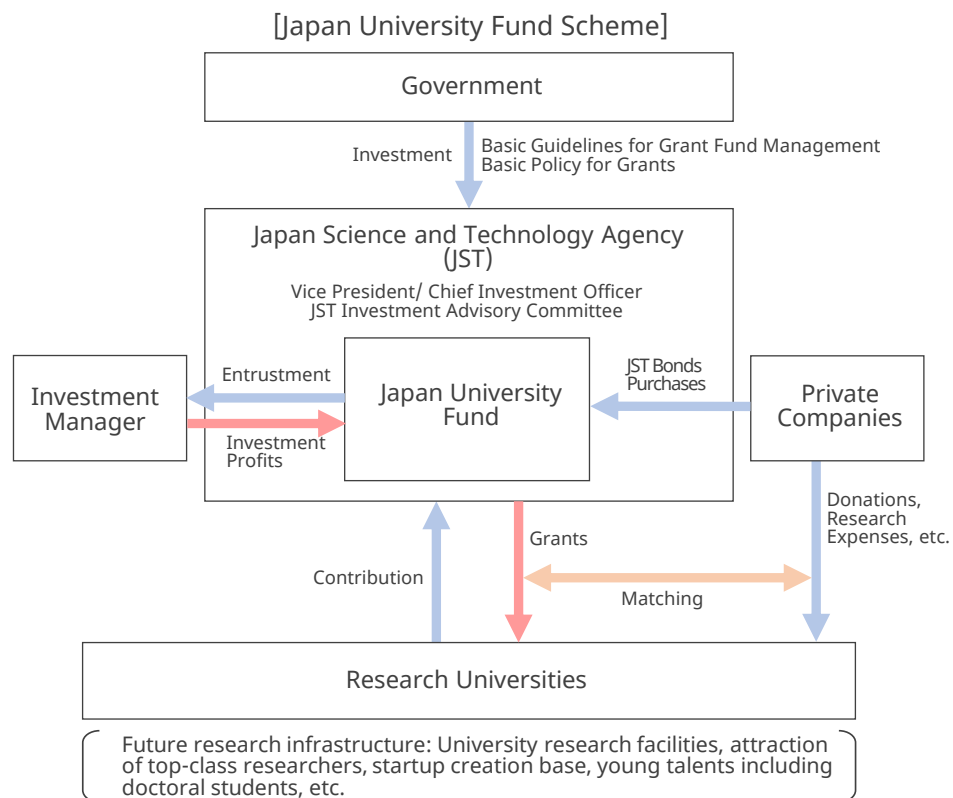 [Japan University Fund Scheme]
Government
Investment
Basic Guidelines for Grant Fund Management
Basic Policy for Grants
Japan Science and Technology Agency
(JST)
Vice President/ Chief Investment Officer
JST Investment Advisory Committee
Investment
Manager
Entrustment
Investment
Profits
Japan University
Fund
JST Bonds
Purchases
Private
Companies
Contribution
Grants
Matching
Donations,
Research
Expenses, etc.
Research Universities
Future research infrastructure: University research facilities, attraction
of top-class researchers, startup creation base, young talents including
doctoral students, etc.